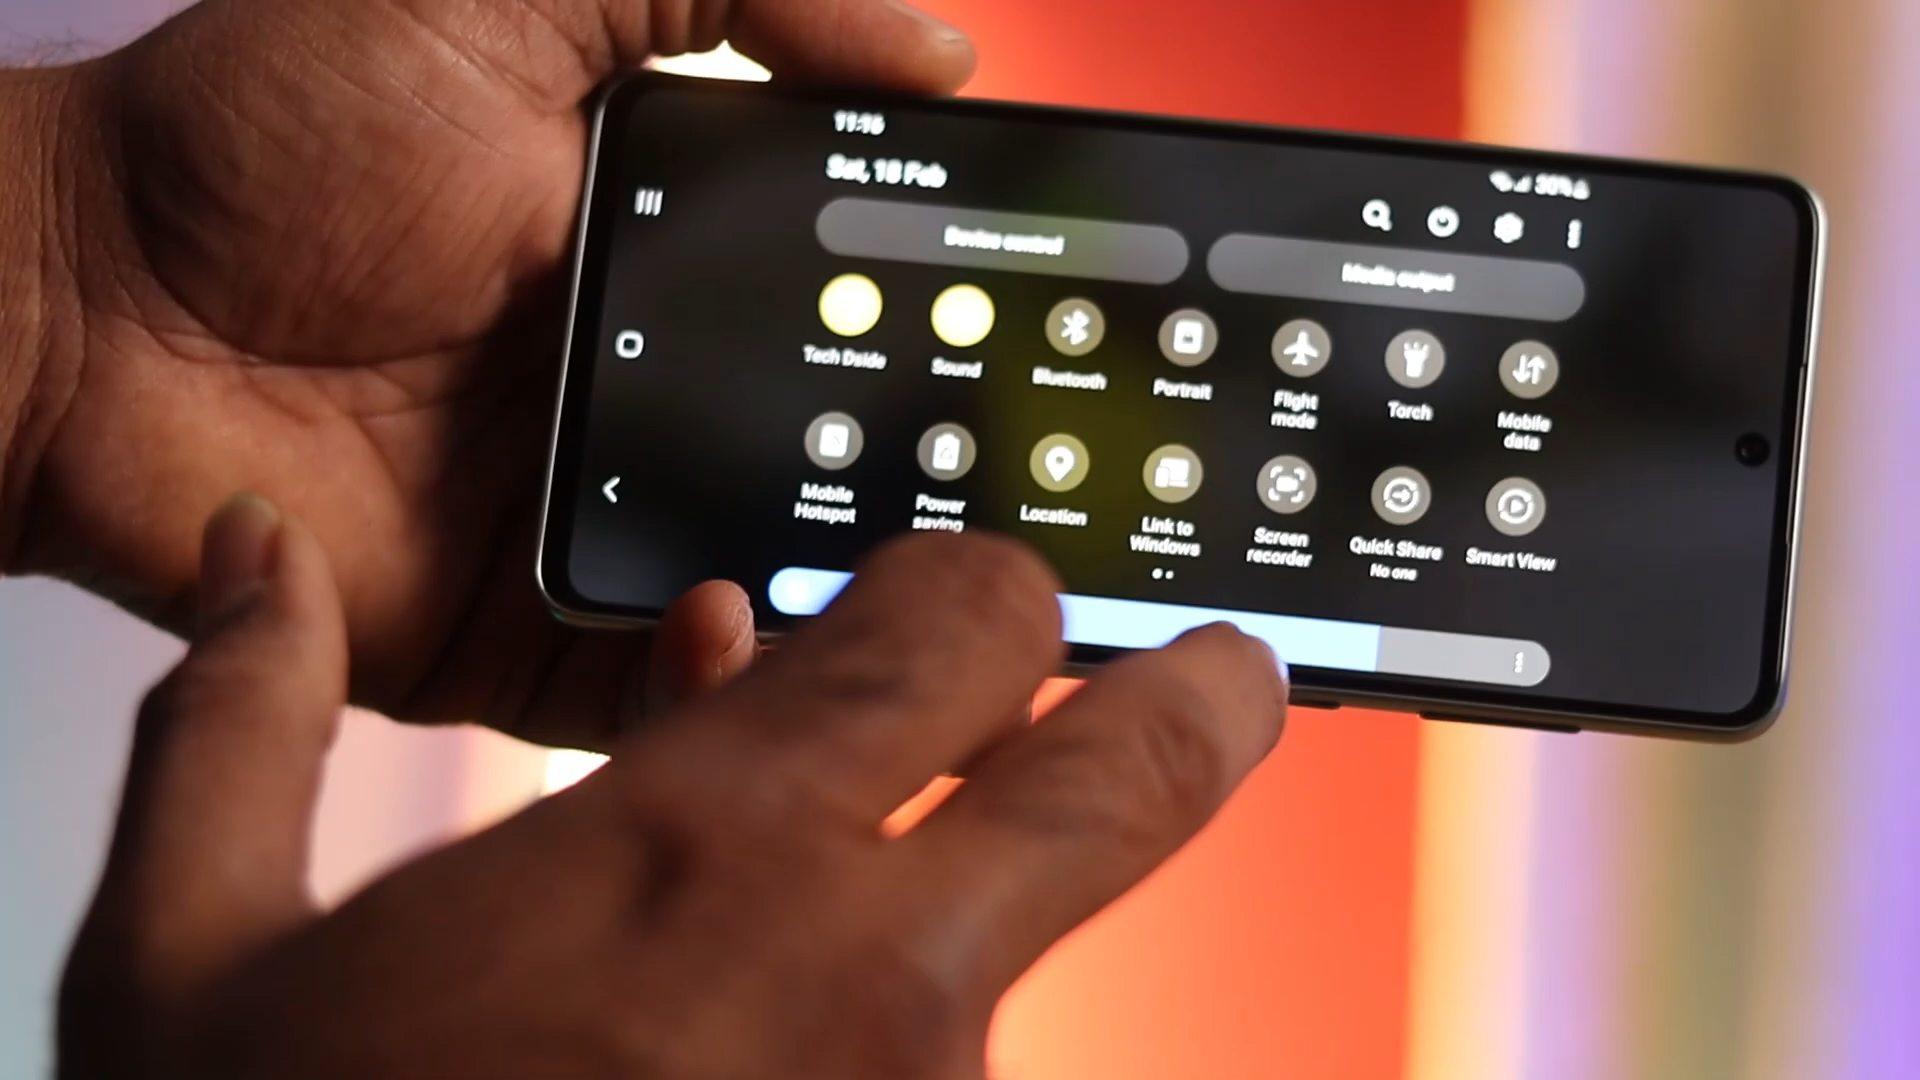 11:16
Sat, 18 Feb
30%
Device control
Media output
Tech Dside
Sound
Bluetooth
Portrait
Flight
mode
Torch
Mobile
data
Mobile
Hotspot
Power
saving
Location
Link to
Windows
Screen
recorder
Quick Share
No one
Smart View